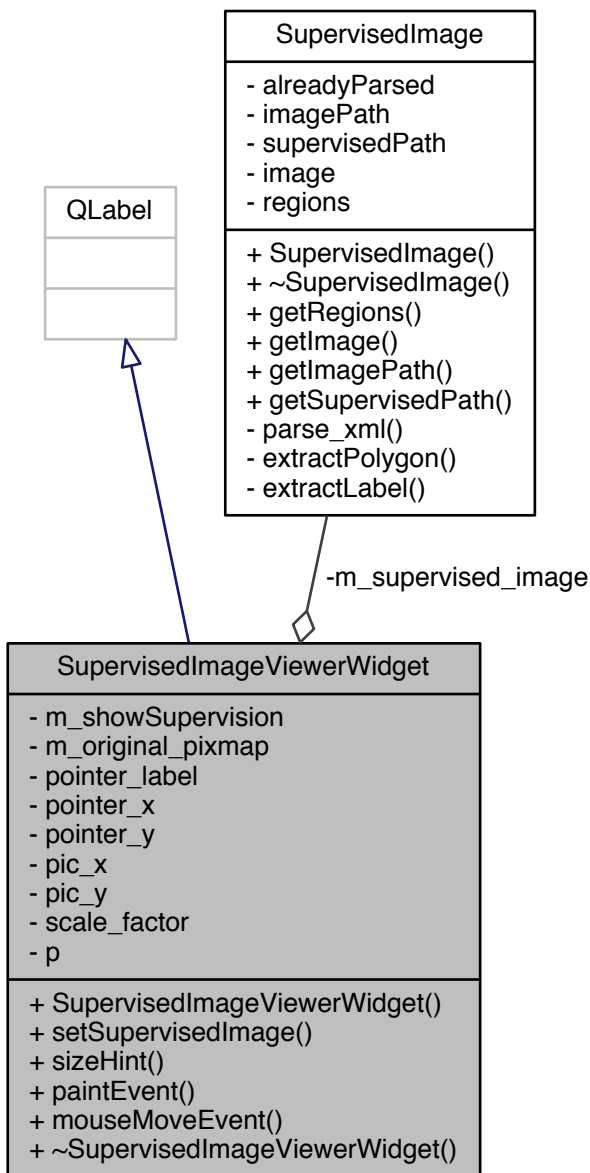 SupervisedImage
- alreadyParsed
- imagePath
- supervisedPath
- image
- regions
+ SupervisedImage()
+ ~SupervisedImage()
+ getRegions()
+ getImage()
+ getImagePath()
+ getSupervisedPath()
- parse_xml()
- extractPolygon()
- extractLabel()
QLabel
-m_supervised_image
SupervisedImageViewerWidget
- m_showSupervision
- m_original_pixmap
- pointer_label
- pointer_x
- pointer_y
- pic_x
- pic_y
- scale_factor
- p
+ SupervisedImageViewerWidget()
+ setSupervisedImage()
+ sizeHint()
+ paintEvent()
+ mouseMoveEvent()
+ ~SupervisedImageViewerWidget()